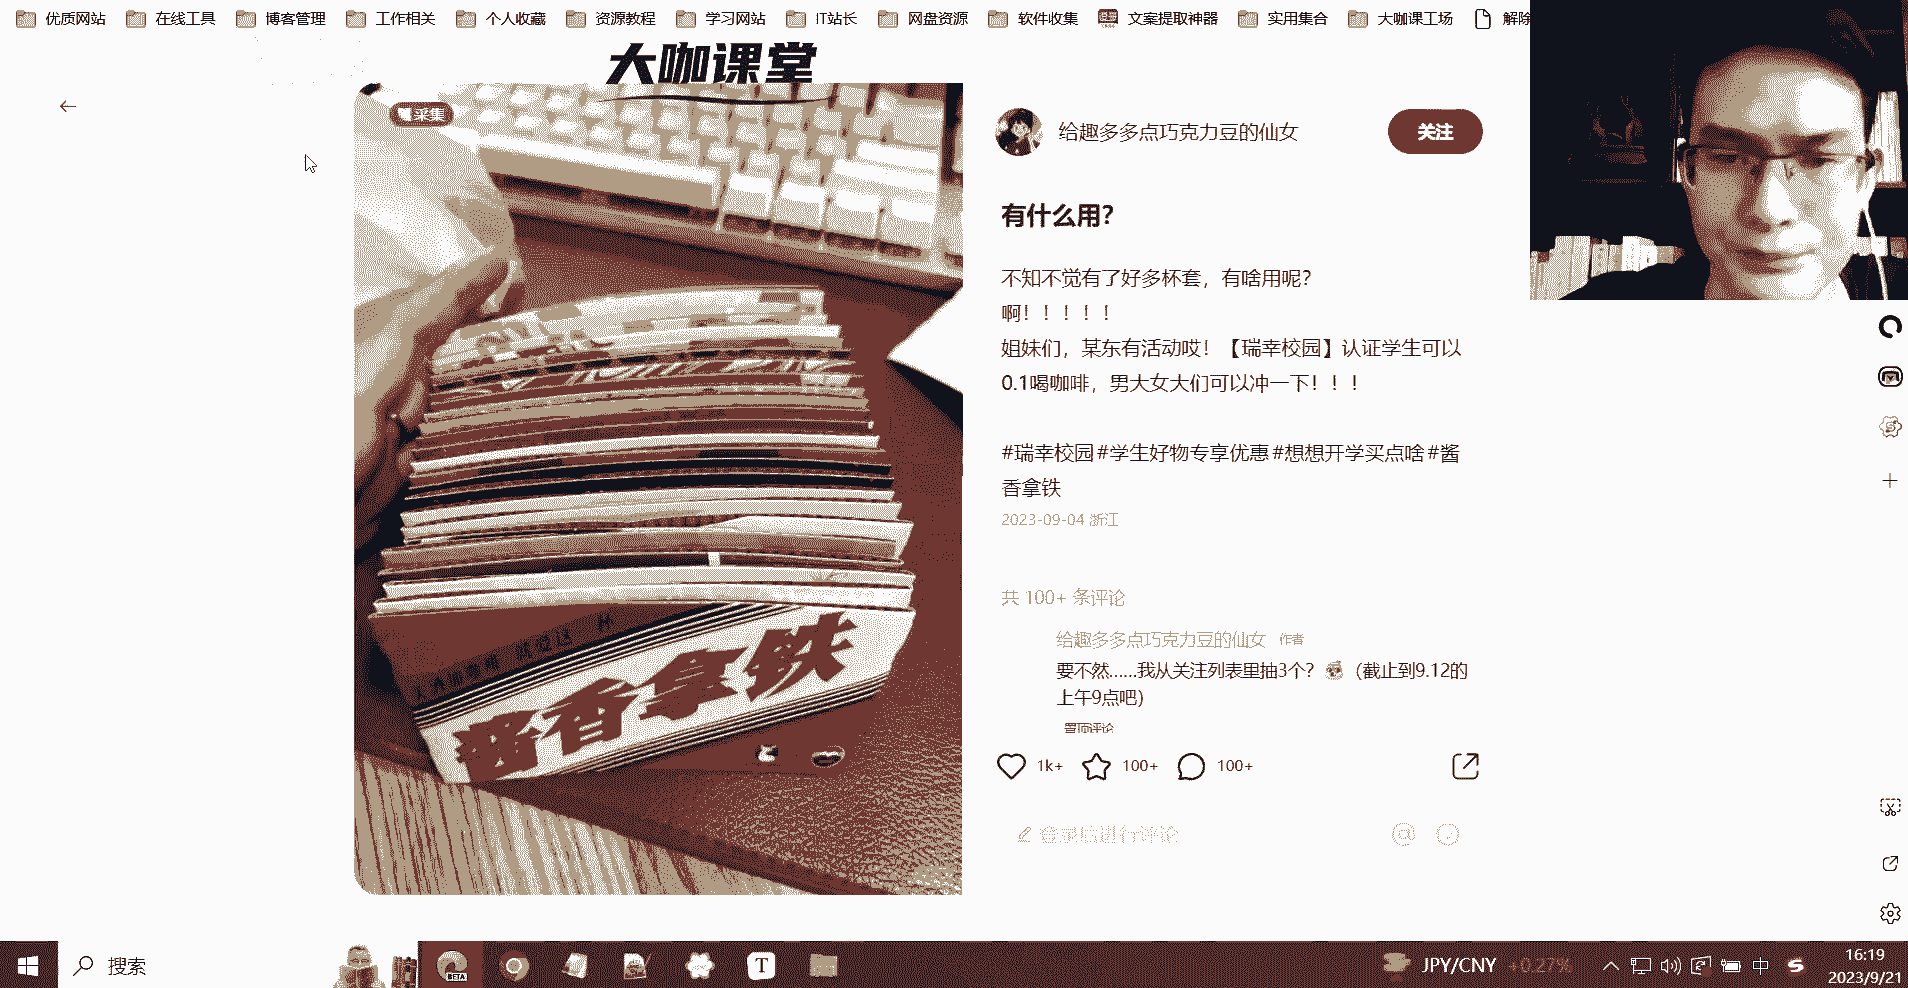 优质网站
在线工具
博客管理
工作相关
个人收藏
资源教程
学习网站
IT站长
网盘资源
软件收集
文案提取神器
实用集合
大咖课工场
解除
大咖课堂
采集
给趣多多点巧克力豆的仙女
关注
有什么用？
不知不觉有了好多杯套，有啥用呢？
啊！！！！！
姐妹们，某东有活动哎！【瑞幸校园】认证学生可以
0.1喝咖啡，男大女大们可以冲一下！！！
#瑞幸校园#学生好物专享优惠#想想开学买点啥#酱
香拿铁
2023-09-04 浙江
共 100+ 条评论
给趣多多点巧克力豆的仙女 作者
要不然......我从关注列表里抽3个？（截止到9.12的
上午9点吧）
置顶评论
1k+
100+
100+
登录后进行评论
酱香拿铁
搜索
BETA
T
JPY/CNY +0.27%
中
16:19
2023/9/21